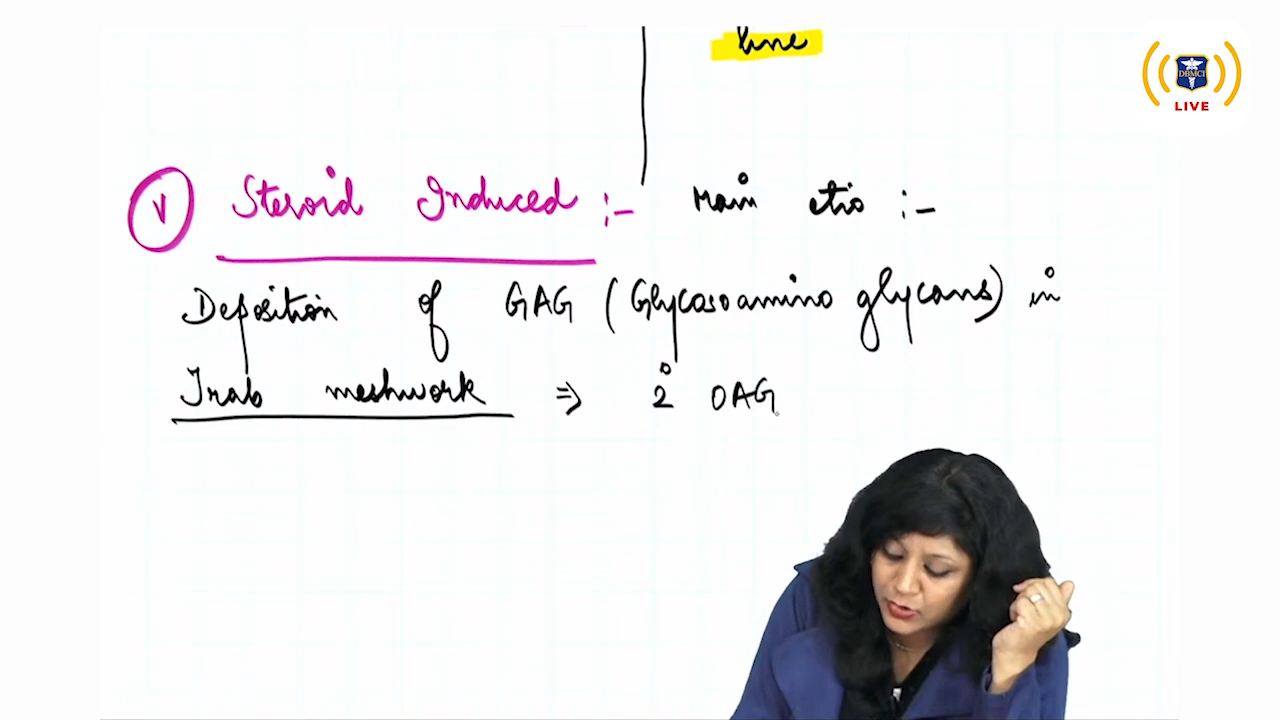 line
DBMCI
LIVE
V Steroid Induced :- Main etio :-
Deposition of GAG (Glycosoamino glycans) in
Trab meshwork ⇒ 2° OAG